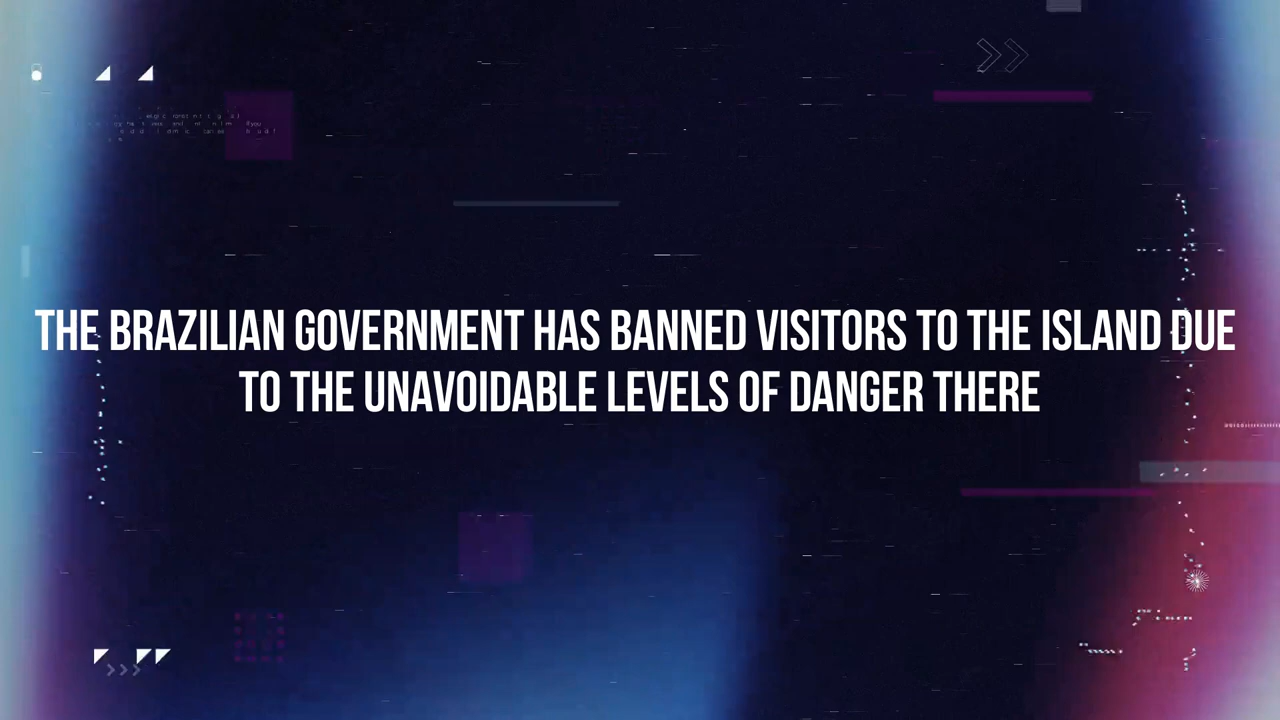 THE BRAZILIAN GOVERNMENT HAS BANNED VISITORS TO THE ISLAND DUE
TO THE UNAVOIDABLE LEVELS OF DANGER THERE